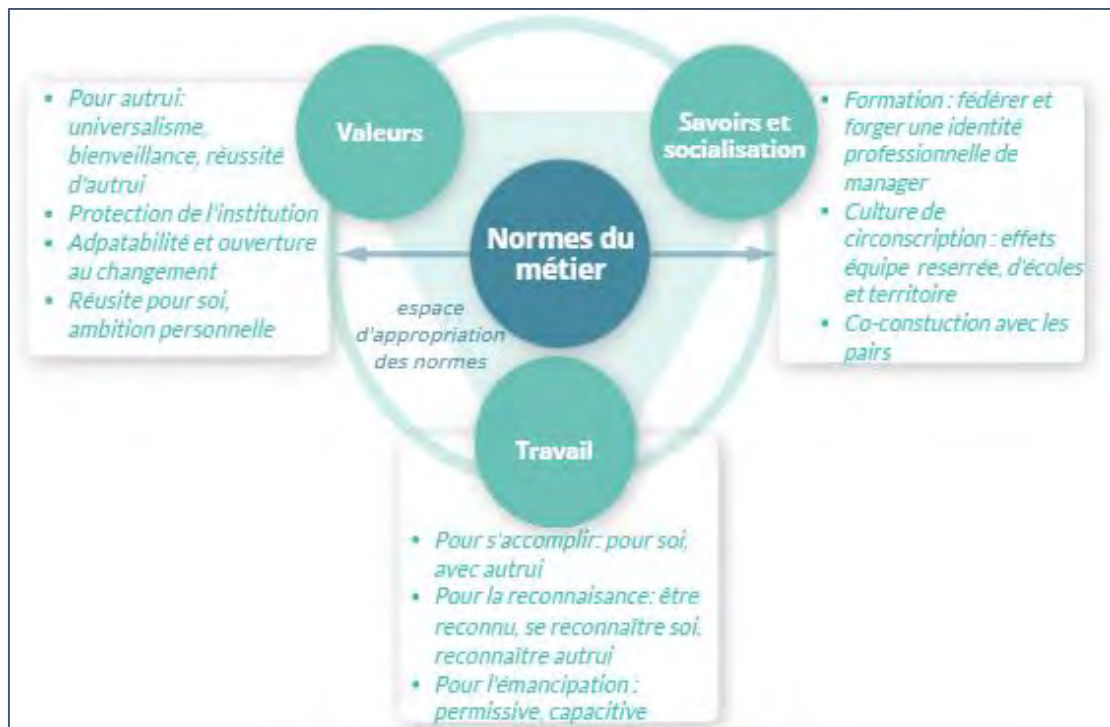 Valeurs
• Pour autrui:
universalisme,
bienveillance, réussité
d'autrui
• Protection de l'institution
• Adpatabilité et ouverture
au changement
• Réusite pour soi,
ambition personnelle
Savoirs et
socialisation
• Formation : fédérer et
forger une identité
professionnelle de
manager
• Culture de
circonscription : effets
équipe reserrée, d'écoles
et territoire
• Co-constuction avec les
pairs
Normes du
métier
espace
d'appropriation
des normes
Travail
• Pour s'accomplir: pour soi,
avec autrui
• Pour la reconnaisance: être
reconnu, se reconnaître soi,
reconnaître autrui
• Pour l'émancipation :
permissive, capacitive